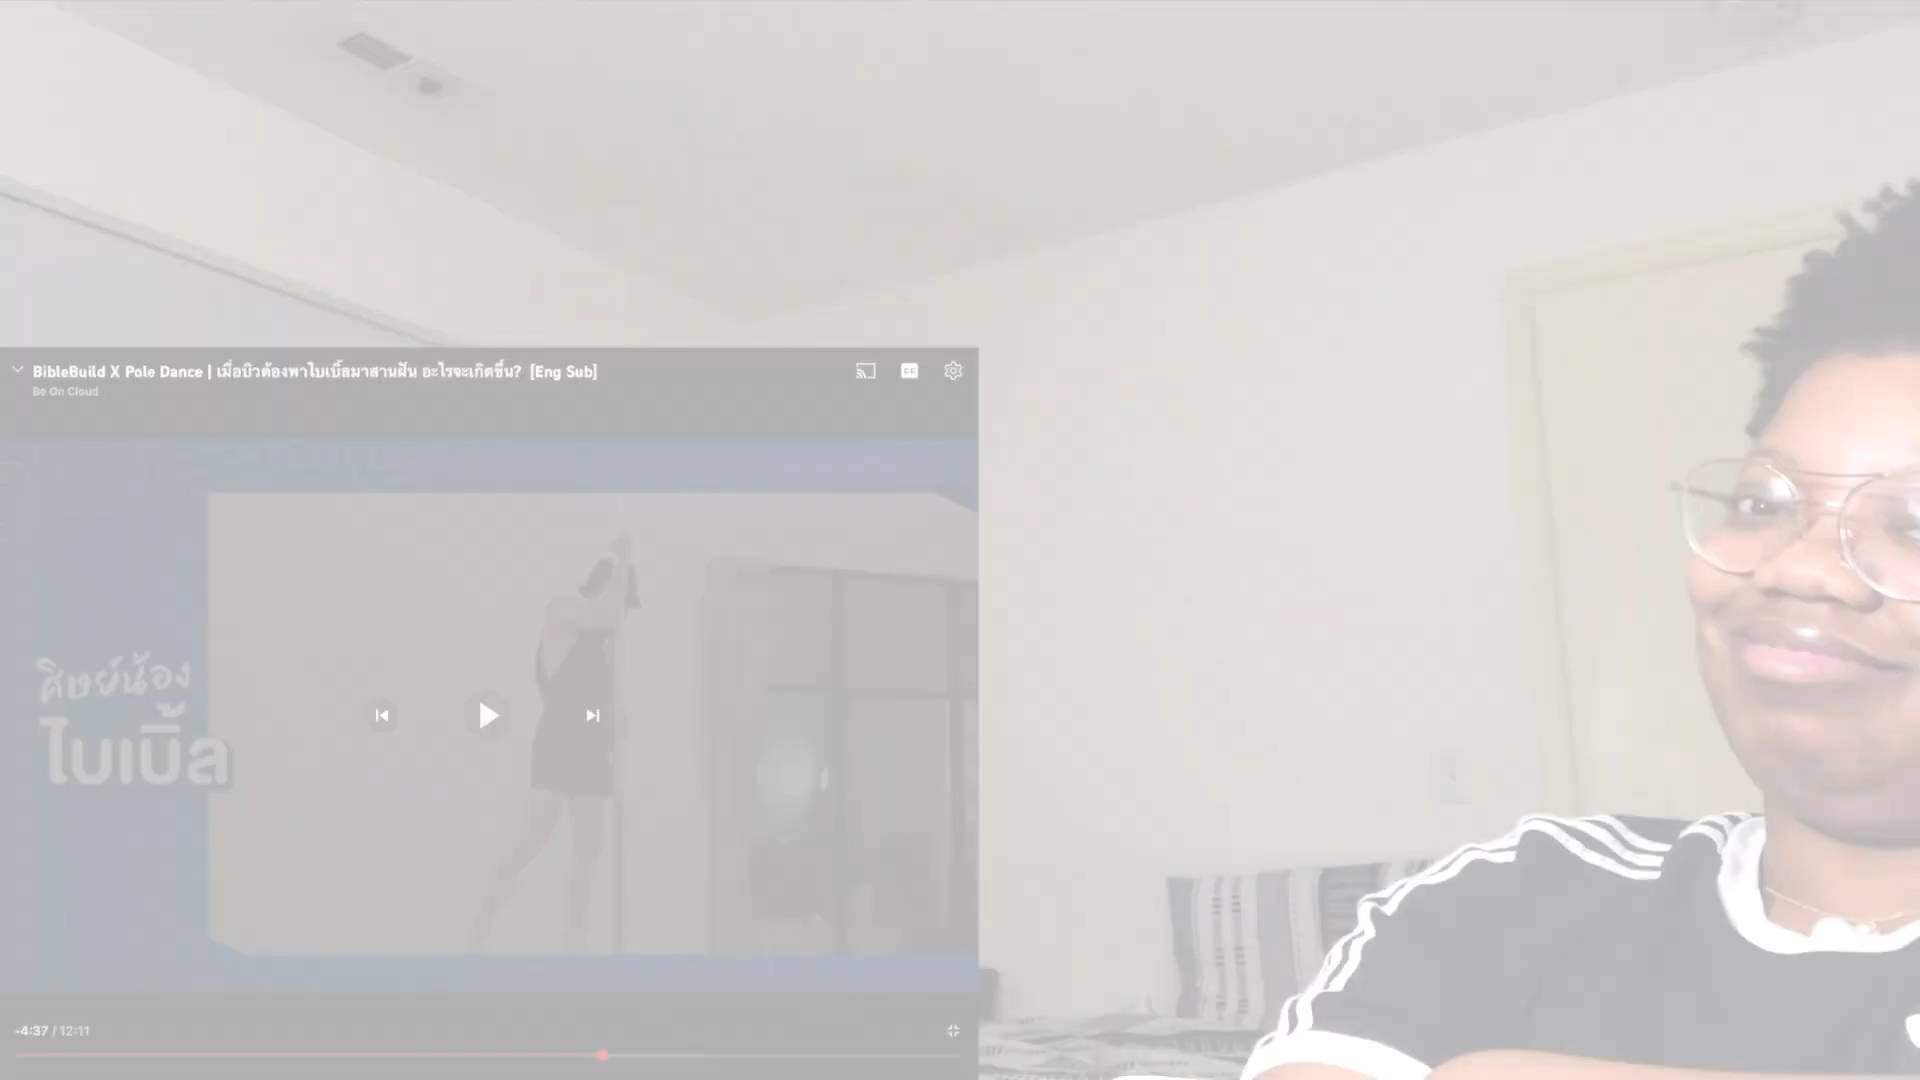 BibleBuild X Pole Dance | เมื่อบิวต้องพาไบเบิ้ลมาสานฝัน อะไรจะเกิดขึ้น? [Eng Sub]
Be On Cloud
CC
ศิษย์น้อง
ไบเบิ้ล
-4:37 / 12:11